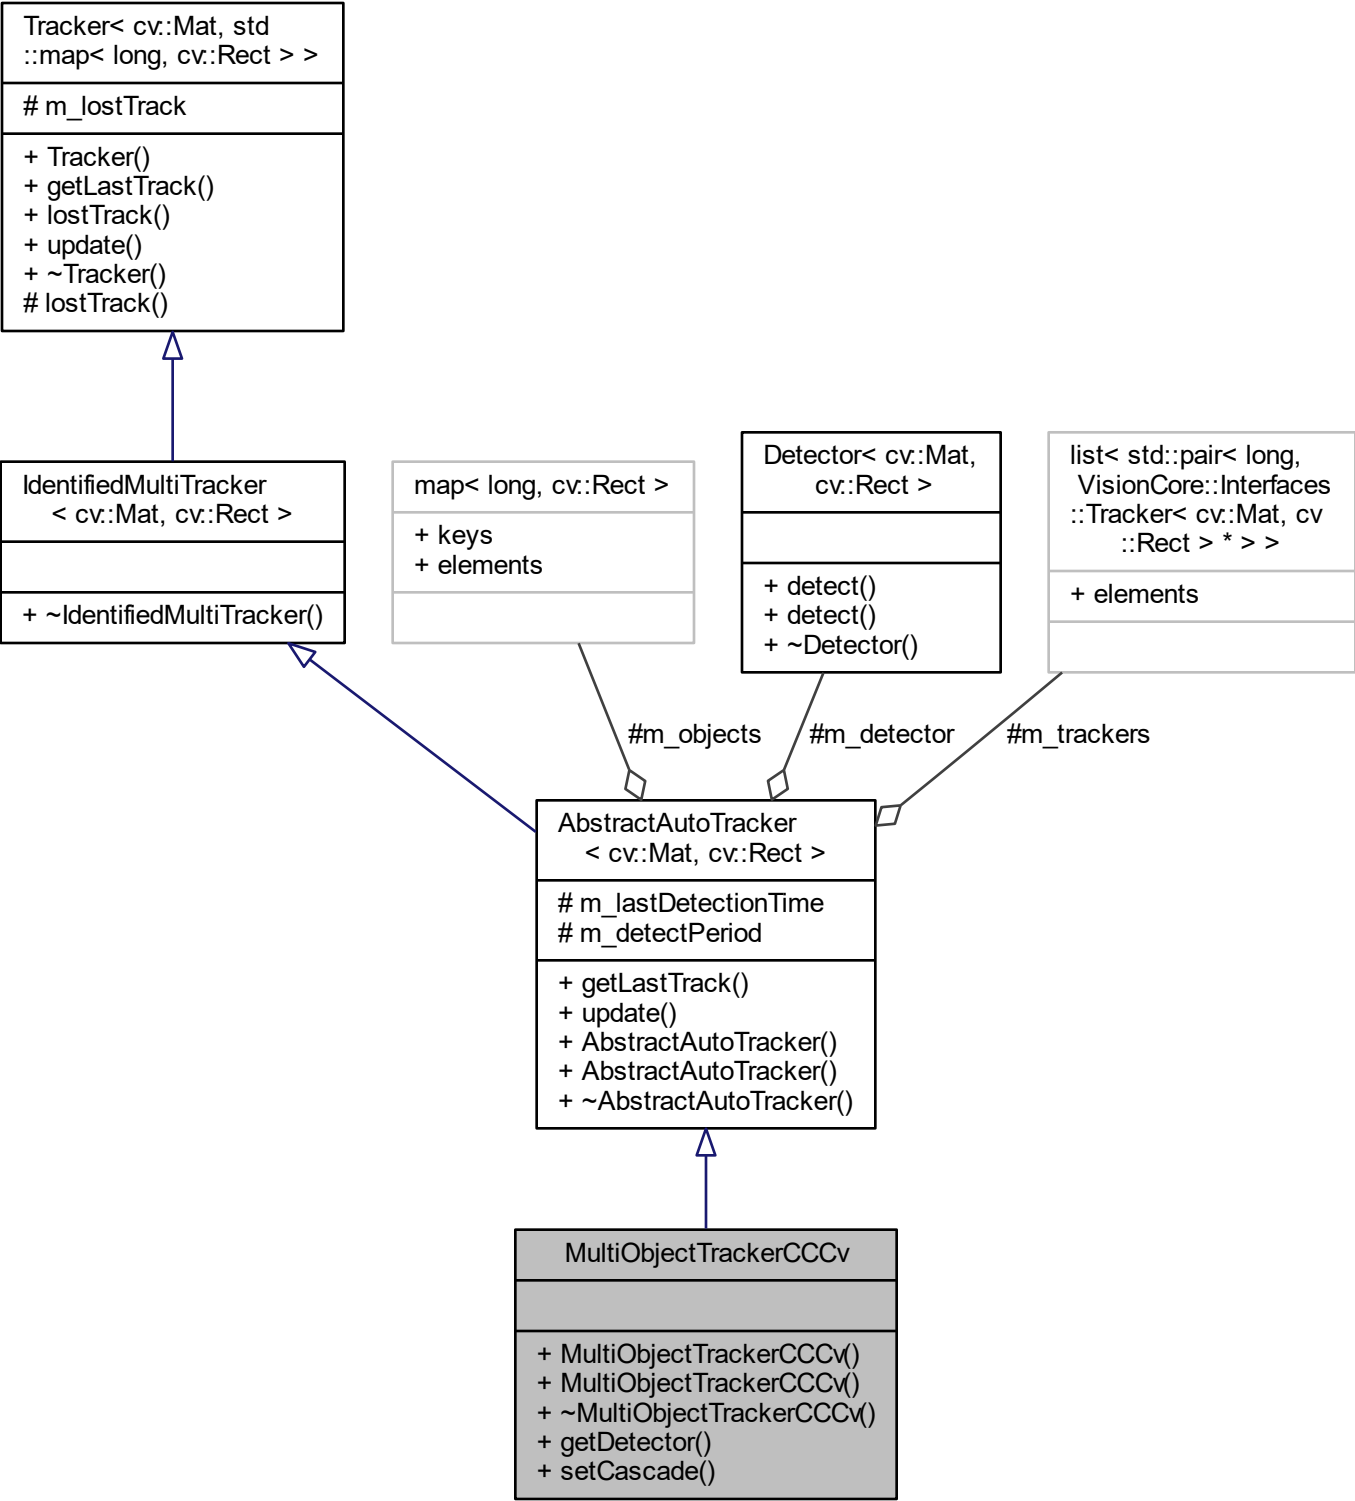 Tracker< cv::Mat, std
::map< long, cv::Rect > >
# m_lostTrack
+ Tracker()
+ getLastTrack()
+ lostTrack()
+ update()
+ ~Tracker()
# lostTrack()
IdentifiedMultiTracker
< cv::Mat, cv::Rect >
+ ~IdentifiedMultiTracker()
map< long, cv::Rect >
+ keys
+ elements
Detector< cv::Mat,
cv::Rect >
+ detect()
+ detect()
+ ~Detector()
list< std::pair< long,
VisionCore::Interfaces
::Tracker< cv::Mat, cv
::Rect > * > >
+ elements
#m_objects
#m_detector
#m_trackers
AbstractAutoTracker
< cv::Mat, cv::Rect >
# m_lastDetectionTime
# m_detectPeriod
+ getLastTrack()
+ update()
+ AbstractAutoTracker()
+ AbstractAutoTracker()
+ ~AbstractAutoTracker()
MultiObjectTrackerCCCv
+ MultiObjectTrackerCCCv()
+ MultiObjectTrackerCCCv()
+ ~MultiObjectTrackerCCCv()
+ getDetector()
+ setCascade()